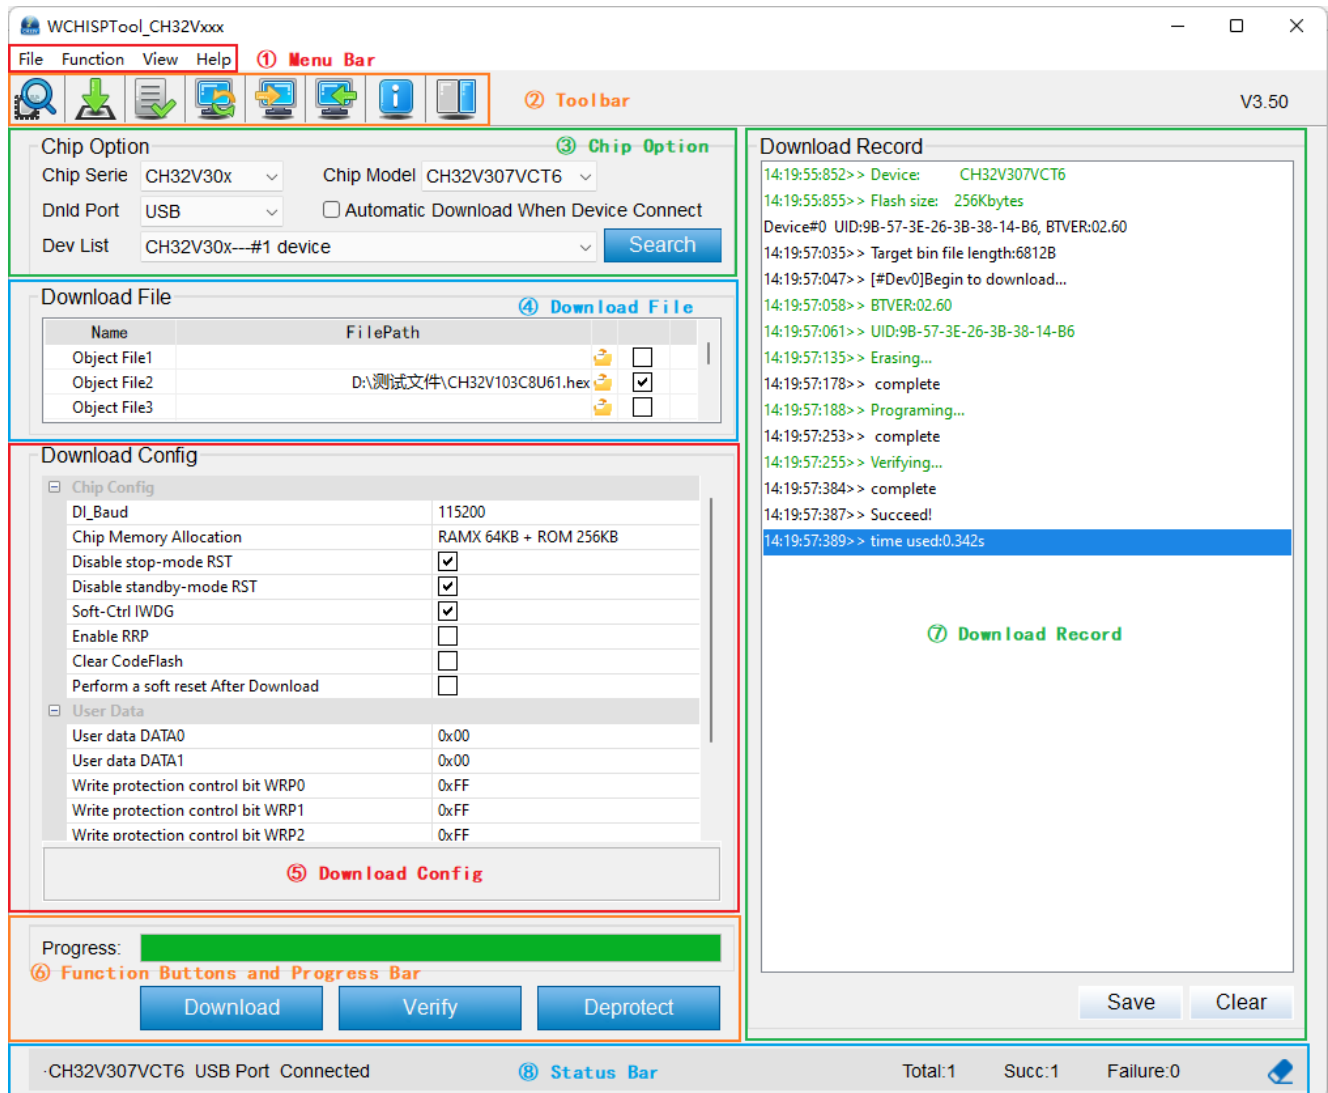 WCHISPTool_CH32Vxxx
File Function View Help ① Menu Bar
② Toolbar V3.50
Chip Option ③ Chip Option
Chip Serie CH32V30x Chip Model CH32V307VCT6
Dnld Port USB Automatic Download When Device Connect
Dev List CH32V30x---#1 device Search
Download File ④ Download File
Name FilePath
Object File1
Object File2 D:\测试文件\CH32V103C8U61.hex
Object File3
Download Config
Chip Config
DI_Baud 115200
Chip Memory Allocation RAMX 64KB + ROM 256KB
Disable stop-mode RST
Disable standby-mode RST
Soft-Ctrl IWDG
Enable RRP
Clear CodeFlash
Perform a soft reset After Download
User Data
User data DATA0 0x00
User data DATA1 0x00
Write protection control bit WRP0 0xFF
Write protection control bit WRP1 0xFF
Write protection control bit WRP2 0xFF
⑤ Download Config
Progress:
⑥ Function Buttons and Progress Bar
Download Verify Deprotect
Download Record
14:19:55:852>> Device: CH32V307VCT6
14:19:55:855>> Flash size: 256Kbytes
Device#0 UID:9B-57-3E-26-3B-38-14-B6, BTVER:02.60
14:19:57:035>> Target bin file length:6812B
14:19:57:047>> [#Dev0]Begin to download...
14:19:57:058>> BTVER:02.60
14:19:57:061>> UID:9B-57-3E-26-3B-38-14-B6
14:19:57:135>> Erasing...
14:19:57:178>> complete
14:19:57:188>> Programing...
14:19:57:253>> complete
14:19:57:255>> Verifying...
14:19:57:384>> complete
14:19:57:387>> Succeed!
14:19:57:389>> time used:0.342s
⑦ Download Record
Save Clear
·CH32V307VCT6 USB Port Connected ⑧ Status Bar Total:1 Succ:1 Failure:0